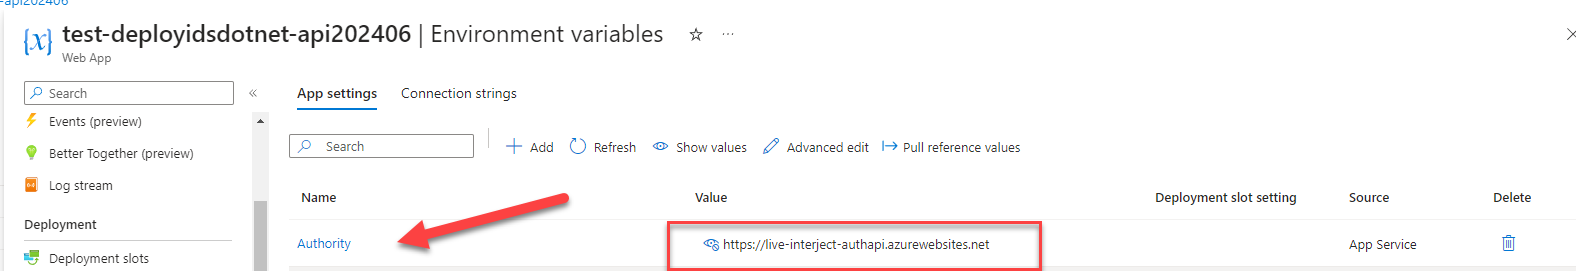 -api202406
{x} test-deployidsdotnet-api202406 | Environment variables
Web App
Search
App settings
Connection strings
Events (preview)
Better Together (preview)
Log stream
Deployment
Deployment slots
Search
Add
Refresh
Show values
Advanced edit
Pull reference values
Name
Value
Deployment slot setting
Source
Delete
Authority
https://live-interject-authapi.azurewebsites.net
App Service